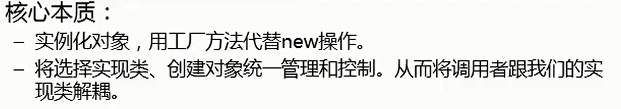 核心本质：
– 实例化对象，用工厂方法代替new操作。
– 将选择实现类、创建对象统一管理和控制。从而将调用者跟我们的实
现类解耦。